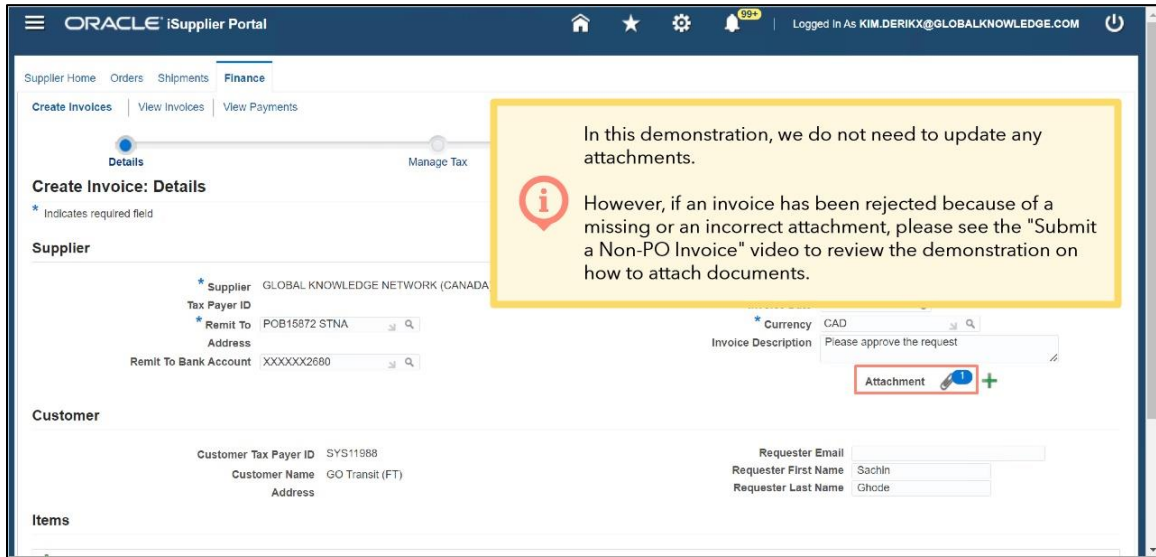 ORACLE® iSupplier Portal
99+
Logged In As KIM.DERIKX@GLOBALKNOWLEDGE.COM
Supplier Home Orders Shipments Finance
Create Invoices View Invoices View Payments
Details
Manage Tax
Create Invoice: Details
* Indicates required field
Supplier
* Supplier GLOBAL KNOWLEDGE NETWORK (CANADA
Tax Payer ID
* Remit To POB15872 STNA
Address
Remit To Bank Account XXXXXX2680
In this demonstration, we do not need to update any
attachments.
However, if an invoice has been rejected because of a
missing or an incorrect attachment, please see the "Submit
a Non-PO Invoice" video to review the demonstration on
how to attach documents.
* Currency CAD
Invoice Description Please approve the request
Attachment 1
Customer
Customer Tax Payer ID SYS11988
Customer Name GO Transit (FT)
Address
Requester Email
Requester First Name Sachin
Requester Last Name Ghode
Items